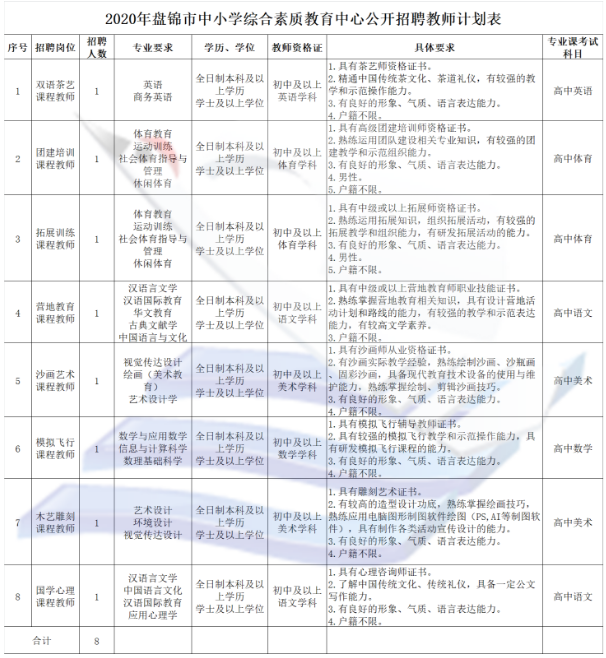 2020年盘锦市中小学综合素质教育中心公开招聘教师计划表
序号 招聘岗位 招聘人数 专业要求 学历、学位 教师资格证 具体要求 专业课考试科目
1 双语茶艺课程教师 1 英语 商务英语 全日制本科及以上学历 学士及以上学位 初中及以上英语学科
1.具有茶艺师资格证书。
2.精通中国传统茶文化、茶道礼仪，有较强的教学和示范操作能力。
3.有良好的形象、气质、语言表达能力。
4.户籍不限。
高中英语
2 团建培训课程教师 1 体育教育 运动训练 社会体育指导与管理 休闲体育 全日制本科及以上学历 学士及以上学位 初中及以上体育学科
1.具有高级团建培训师资格证书。
2.熟练运用团队建设相关专业知识，有较强的团建教学和示范组织能力。
3.有良好的形象、气质、语言表达能力。
4.男性。
5.户籍不限。
高中体育
3 拓展训练课程教师 1 体育教育 运动训练 社会体育指导与管理 休闲体育 全日制本科及以上学历 学士及以上学位 初中及以上体育学科
1.具有中级或以上拓展师资格证书。
2.熟练运用拓展知识，组织拓展活动，有较强的拓展教学和组织能力，有研发拓展活动的能力。
3.有良好的形象、气质、语言表达能力。
4.男性。
5.户籍不限。
高中体育
4 营地教育课程教师 1 汉语言文学 汉语国际教育 华文教育 古典文献学 中国语言与文化 全日制本科及以上学历 学士及以上学位 初中及以上语文学科
1.具有中级或以上营地教师职业技能证书。
2.熟练掌握营地教育相关知识，具有设计营地活动计划和路线的能力，有较强的教学和示范表达能力，有较高文学素养。
3.户籍不限。
高中语文
5 沙画艺术课程教师 1 视觉传达设计 绘画（美术教育） 艺术设计学 全日制本科及以上学历 学士及以上学位 初中及以上美术学科
1.具有沙画师从业资格证书。
2.有沙画实际教学经验，熟练绘制沙画、沙瓶画、固彩沙画，具备现代教育技术设备的使用与维护能力，熟练掌握绘制、剪辑沙画技巧。
3.有良好的形象、气质、语言表达能力。
4.户籍不限。
高中美术
6 模拟飞行课程教师 1 数学与应用数学 信息与计算科学 数理基础科学 全日制本科及以上学历 学士及以上学位 初中及以上数学学科
1.具有模拟飞行辅导教师证书。
2.具有较强的模拟飞行教学和示范操作能力，具有研发模拟飞行课程的能力。
3.有良好的形象、气质、语言表达能力。
4.户籍不限。
高中数学
7 木艺雕刻课程教师 1 艺术设计 环境设计 视觉传达设计 全日制本科及以上学历 学士及以上学位 初中及以上美术学科
1.具有雕刻艺术证书。
2.有较高的造型设计功底，熟练掌握绘画技巧，熟练应用电脑图形制图软件绘图（PS,AI等制图软件），具有制作各类活动宣传设计的能力。
3.有良好的形象、气质、语言表达能力。
4.户籍不限。
高中美术
8 国学心理课程教师 1 汉语言文学 中国语言文化 汉语国际教育 应用心理学 全日制本科及以上学历 学士及以上学位 初中及以上语文学科
1.具有心理咨询师证书。
2.了解中国传统文化、传统礼仪，具备一定公文写作能力。
3.有良好的形象、气质、语言表达能力。
4.户籍不限。
高中语文
合计 8